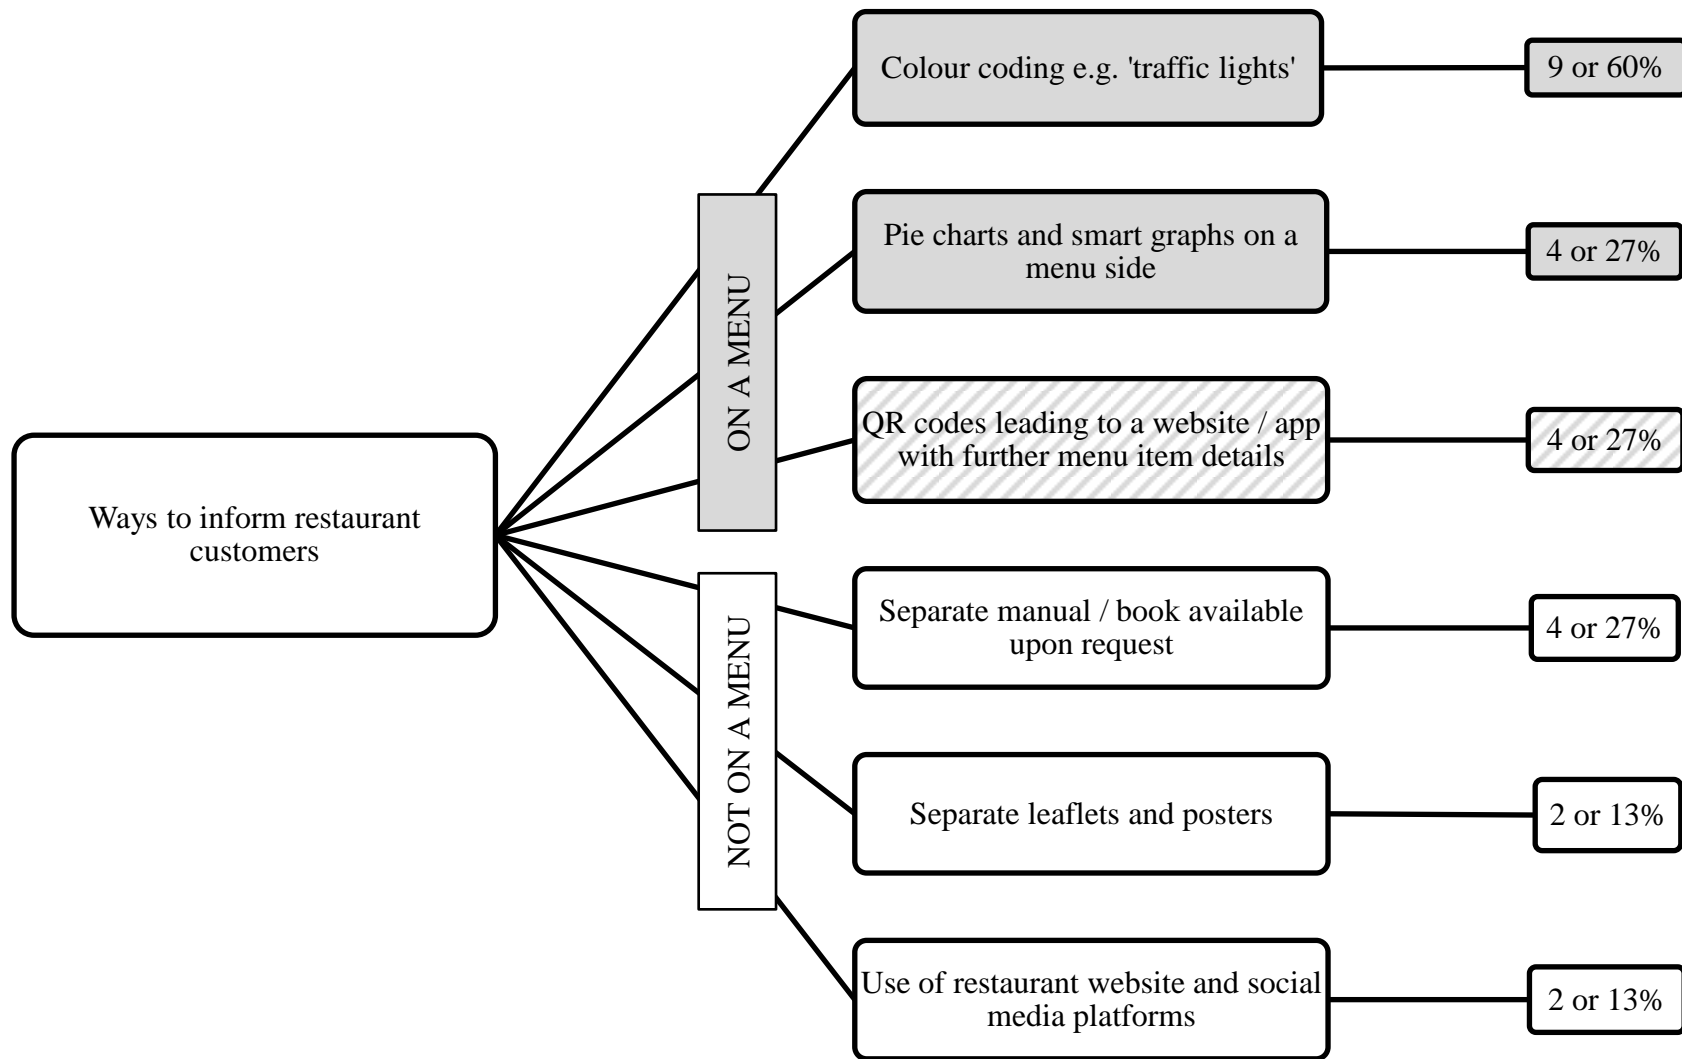 Ways to inform restaurant
customers
ON A MENU
NOT ON A MENU
Colour coding e.g. 'traffic lights'
9 or 60%
Pie charts and smart graphs on a
menu side
4 or 27%
QR codes leading to a website / app
with further menu item details
4 or 27%
Separate manual / book available
upon request
4 or 27%
Separate leaflets and posters
2 or 13%
Use of restaurant website and social
media platforms
2 or 13%